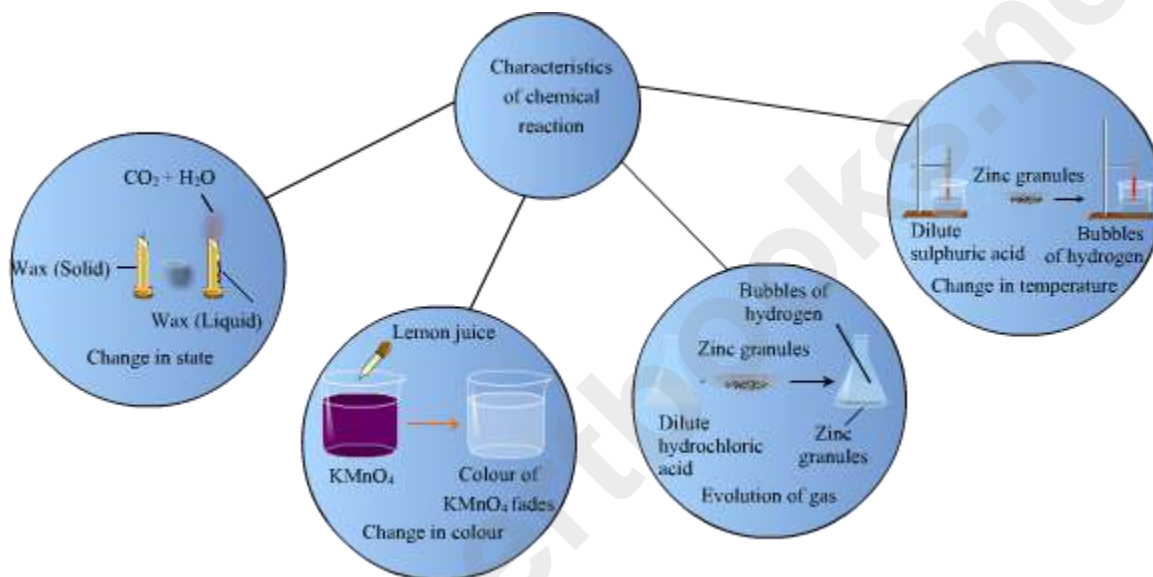 Characteristics
of chemical
reaction
CO₂ + H₂O
Wax (Solid)
Wax (Liquid)
Change in state
Lemon juice
KMnO₄
Colour of
KMnO₄ fades
Change in colour
Bubbles of
hydrogen
Zinc granules
Dilute
hydrochloric
acid
Zinc
granules
Evolution of gas
Zinc granules
Dilute
sulphuric acid
Bubbles
of hydrogen
Change in temperature